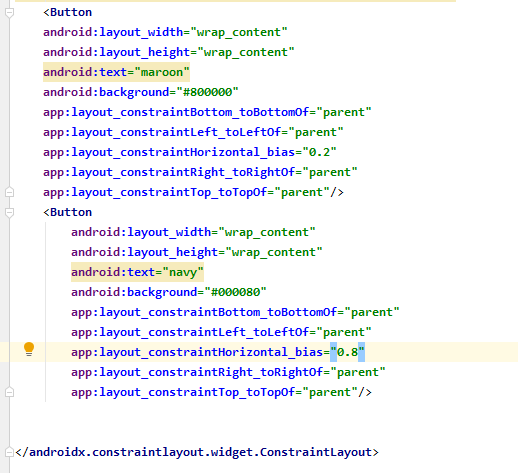 <Button
android:layout_width="wrap_content"
android:layout_height="wrap_content"
android:text="maroon"
android:background="#800000"
app:layout_constraintBottom_toBottomOf="parent"
app:layout_constraintLeft_toLeftOf="parent"
app:layout_constraintHorizontal_bias="0.2"
app:layout_constraintRight_toRightOf="parent"
app:layout_constraintTop_toTopOf="parent"/>
<Button
android:layout_width="wrap_content"
android:layout_height="wrap_content"
android:text="navy"
android:background="#000080"
app:layout_constraintBottom_toBottomOf="parent"
app:layout_constraintLeft_toLeftOf="parent"
app:layout_constraintHorizontal_bias="0.8"
app:layout_constraintRight_toRightOf="parent"
app:layout_constraintTop_toTopOf="parent"/>
</androidx.constraintlayout.widget.ConstraintLayout>